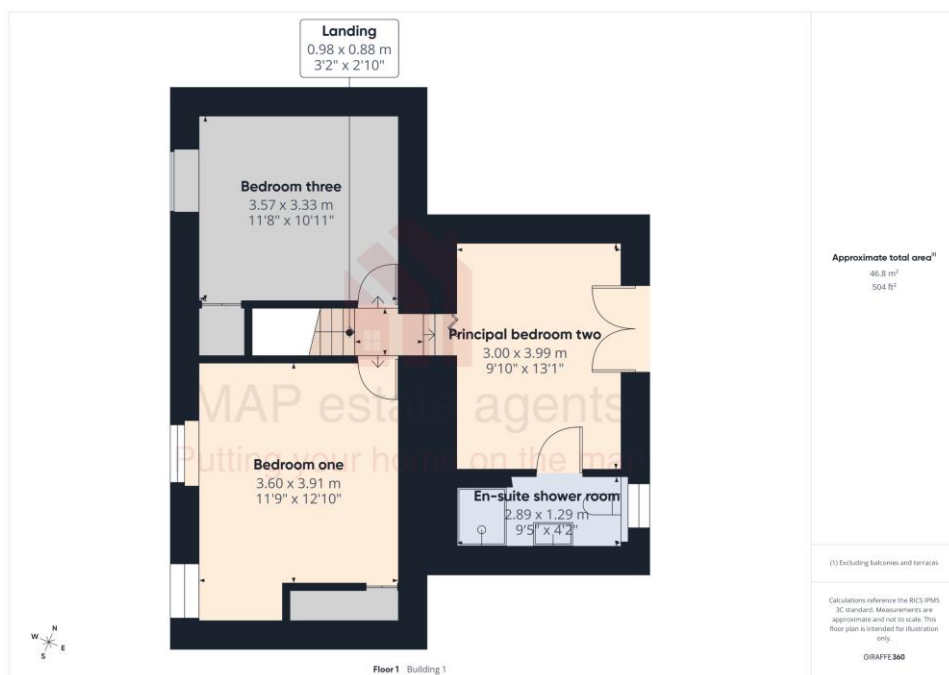 Landing
0.98 x 0.88 m
3'2" x 2'10"
Bedroom three
3.57 x 3.33 m
11'8" x 10'11"
Principal bedroom two
3.00 x 3.99 m
9'10" x 13'1"
MAP estate agents
Putting your home on the map
Bedroom one
3.60 x 3.91 m
11'9" x 12'10"
En-suite shower room
2.89 x 1.29 m
9'5" x 4'2"
N
W
E
S
Floor 1 Building 1
Approximate total area(1)
46.8 m²
504 ft²
(1) Excluding balconies and terraces
Calculations reference the RICS IPMS
3C standard. Measurements are
approximate and not to scale. This
floor plan is intended for illustration
only.
GIRAFFE360